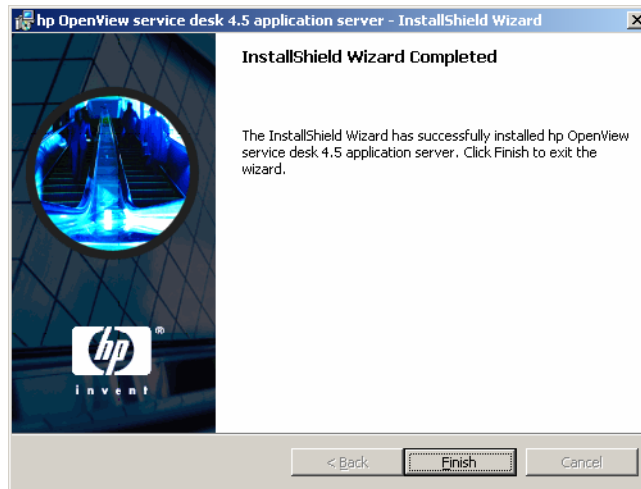 hp OpenView service desk 4.5 application server - InstallShield Wizard
InstallShield Wizard Completed
The InstallShield Wizard has successfully installed hp OpenView
service desk 4.5 application server. Click Finish to exit the
wizard.
hp ®
invent
< Back
Finish
Cancel